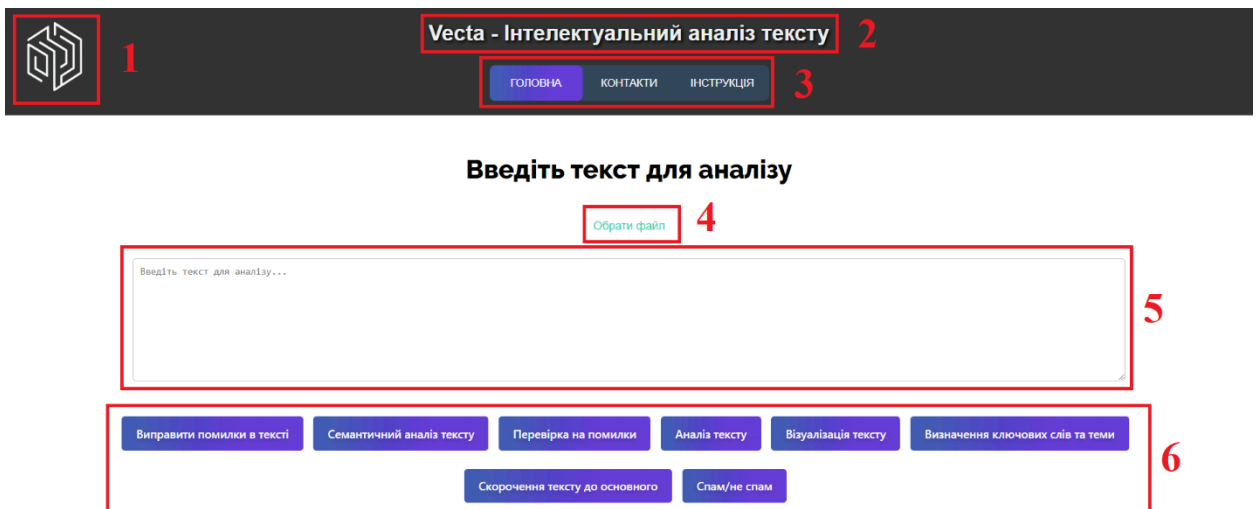 1
Vecta - Інтелектуальний аналіз тексту 2
ГОЛОВНА КОНТАКТИ ІНСТРУКЦІЯ 3
Введіть текст для аналізу
Обрати файл 4
Введіть текст для аналізу...
5
Виправити помилки в тексті Семантичний аналіз тексту Перевірка на помилки Аналіз тексту Візуалізація тексту Визначення ключових слів та теми
6
Скорочення тексту до основного Спам/не спам